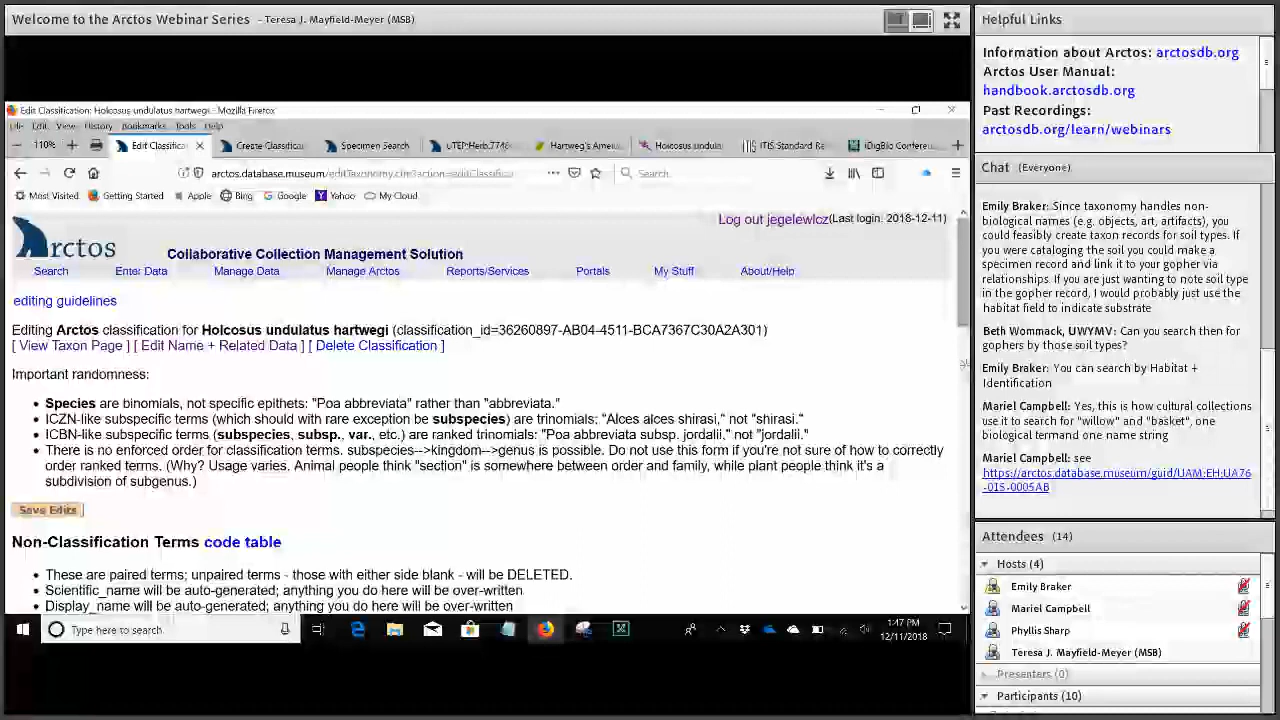 Welcome to the Arctos Webinar Series - Teresa J. Mayfield-Meyer (MSB)
Edit Classification: Holcosus undulatus hartwegi - Mozilla Firefox
Edit View History Bookmarks Tools Help
110%
Edit Classifica
Create Classificat
Specimen Search
UTEP:Herb:7748
Hartweg's Amei
Holcosus undula
ITIS Standard Re
iDigBio Confere
arctos.database.museum/editTaxonomy.cfm?action=editClassific
Search
Most Visited
Getting Started
Apple
Bing
Google
Yahoo
My Cloud
Log out jegelewicz(Last login: 2018-12-11)
arctos
Collaborative Collection Management Solution
Search
Enter Data
Manage Data
Manage Arctos
Reports/Services
Portals
My Stuff
About/Help
editing guidelines
Editing Arctos classification for Holcosus undulatus hartwegi (classification_id=36260897-AB04-4511-BCA7367C30A2A301)
[ View Taxon Page ] [ Edit Name + Related Data ] [ Delete Classification ]
Important randomness:
Species are binomials, not specific epithets: "Poa abbreviata" rather than "abbreviata."
ICZN-like subspecific terms (which should with rare exception be subspecies) are trinomials; "Alces alces shirasi," not "shirasi."
ICBN-like subspecific terms (subspecies, subsp., var., etc.) are ranked trinomials: "Poa abbreviata subsp. jordalii," not "jordalii."
There is no enforced order for classification terms. subspecies-->kingdom-->genus is possible. Do not use this form if you're not sure of how to correctly
order ranked terms. (Why? Usage varies. Animal people think "section" is somewhere between order and family, while plant people think it's a
subdivision of subgenus.)
Save Edits
Non-Classification Terms code table
These are paired terms; unpaired terms - those with either side blank - will be DELETED.
Scientific_name will be auto-generated; anything you do here will be over-written
Display_name will be auto-generated; anything you do here will be over-written
Type here to search
1:47 PM
12/11/2018
Helpful Links
Information about Arctos: arctosdb.org
Arctos User Manual:
handbook.arctosdb.org
Past Recordings:
arctosdb.org/learn/webinars
Chat (Everyone)
Emily Braker: Since taxonomy handles non-
biological names (e.g. objects, art, artifacts), you
could feasibly create taxon records for soil types. If
you were cataloging the soil you could make a
specimen record and link it to your gopher via
relationships. If you are just wanting to note soil type
in the gopher record, I would probably just use the
habitat field to indicate substrate
Beth Wommack, UWYMV: Can you search then for
gophers by those soil types?
Emily Braker: You can search by Habitat +
Identification
Mariel Campbell: Yes, this is how cultural collections
use it to search for "willow" and "basket", one
biological termand one name string
Mariel Campbell: see
https://arctos.database.museum/guid/UAM:EH:UA76
-015-0005AB
Attendees (14)
Hosts (4)
Emily Braker
Mariel Campbell
Phyllis Sharp
Teresa J. Mayfield-Meyer (MSB)
Presenters (0)
Participants (10)